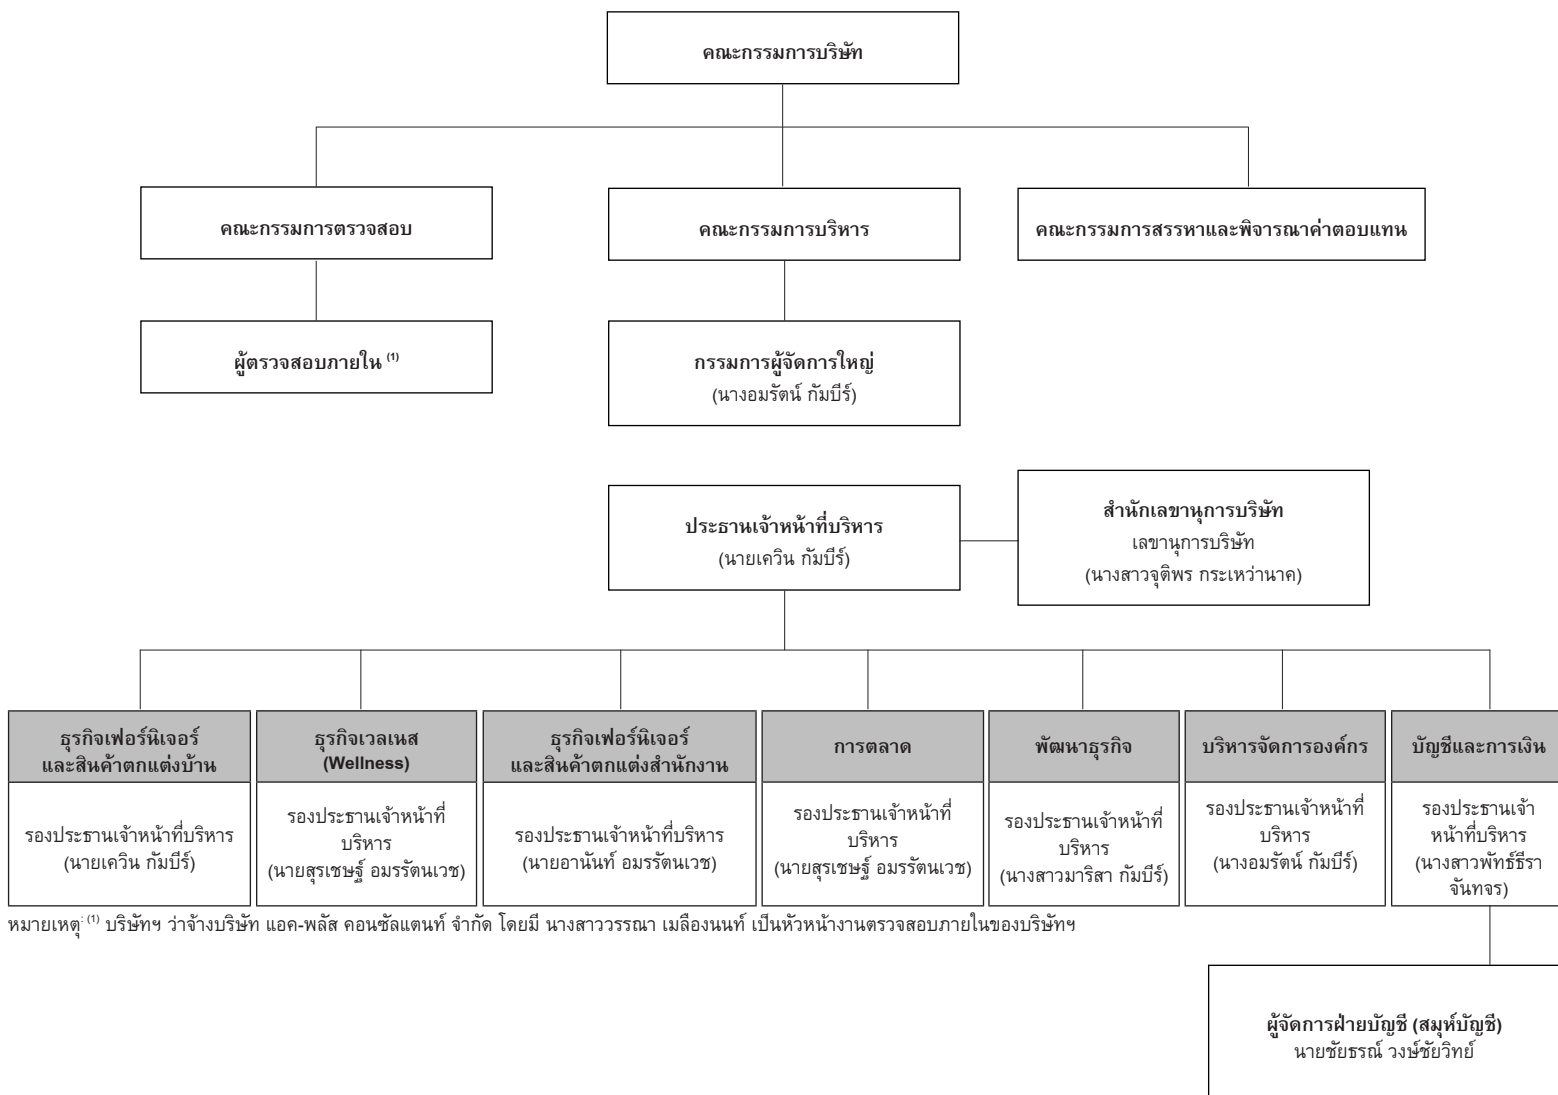 คณะกรรมการบริษัท
คณะกรรมการตรวจสอบ
คณะกรรมการบริหาร
คณะกรรมการสรรหาและพิจารณาค่าตอบแทน
ผู้ตรวจสอบภายใน (1)
กรรมการผู้จัดการใหญ่
(นางอมรัตน์ กัมบีร์)
ประธานเจ้าหน้าที่บริหาร
(นายเควิน กัมบีร์)
สำนักเลขานุการบริษัท
เลขานุการบริษัท
(นางสาวจุติพร กระเหว่านาค)
ธุรกิจเฟอร์นิเจอร์
และสินค้าตกแต่งบ้าน
รองประธานเจ้าหน้าที่บริหาร
(นายเควิน กัมบีร์)
ธุรกิจเวลเนส
(Wellness)
รองประธานเจ้าหน้าที่
บริหาร
(นายสุรเชษฐ์ อมรรัตนเวช)
ธุรกิจเฟอร์นิเจอร์
และสินค้าตกแต่งสำนักงาน
รองประธานเจ้าหน้าที่บริหาร
(นายอานันท์ อมรรัตนเวช)
การตลาด
รองประธานเจ้าหน้าที่
บริหาร
(นายสุรเชษฐ์ อมรรัตนเวช)
พัฒนาธุรกิจ
รองประธานเจ้าหน้าที่
บริหาร
(นางสาวมาริสา กัมบีร์)
บริหารจัดการองค์กร
รองประธานเจ้าหน้าที่
บริหาร
(นางอมรัตน์ กัมบีร์)
บัญชีและการเงิน
รองประธานเจ้า
หน้าที่บริหาร
(นางสาวพัทธ์ธีรา
จันทจร)
หมายเหตุ: (1) บริษัทฯ ว่าจ้างบริษัท แอค-พลัส คอนซัลแตนท์ จำกัด โดยมี นางสาววรรณา เมลืองนนท์ เป็นหัวหน้างานตรวจสอบภายในของบริษัทฯ
ผู้จัดการฝ่ายบัญชี (สมุห์บัญชี)
นายชัยธรณ์ วงษ์ชัยวิทย์